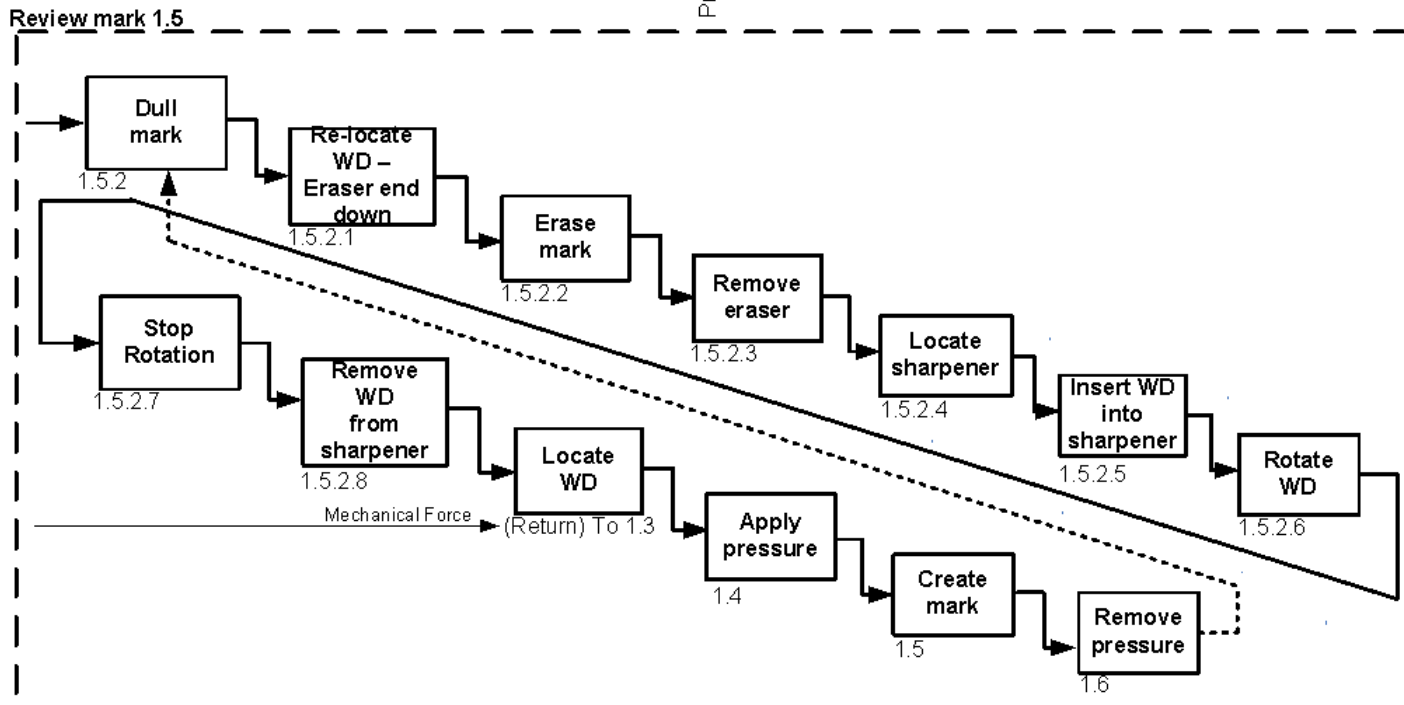 Review mark 1.5
Dull
mark
1.5.2
Re-locate
WD –
Eraser end
down
1.5.2.1
Erase
mark
1.5.2.2
Remove
eraser
1.5.2.3
Locate
sharpener
1.5.2.4
Insert WD
into
sharpener
1.5.2.5
Rotate
WD
1.5.2.6
Stop
Rotation
1.5.2.7
Remove
WD
from
sharpener
1.5.2.8
Locate
WD
Mechanical Force
(Return) To 1.3
Apply
pressure
1.4
Create
mark
1.5
Remove
pressure
1.6